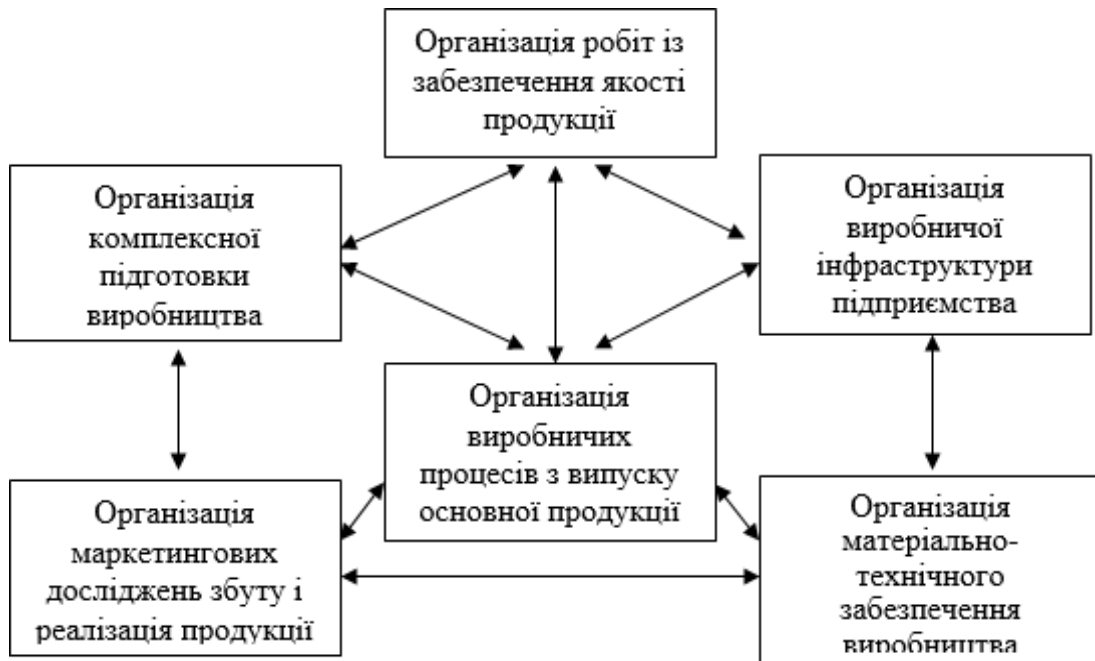 Організація робіт із
забезпечення якості
продукції
Організація
комплексної
підготовки
виробництва
Організація
виробничої
інфраструктури
підприємства
Організація
виробничих
процесів з випуску
основної продукції
Організація
маркетингових
досліджень збуту і
реалізація продукції
Організація
матеріально-
технічного
забезпечення
виробництва